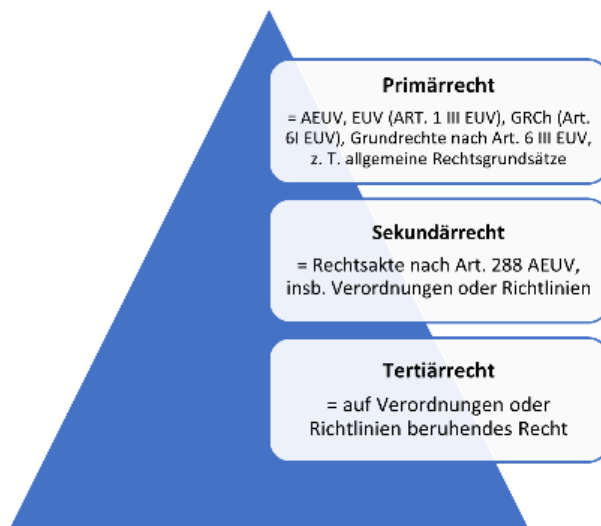 Primärrecht
= AEUV, EUV (ART. 1 III EUV), GRCh (Art.
6I EUV), Grundrechte nach Art. 6 III EUV,
z. T. allgemeine Rechtsgrundsätze
Sekundärrecht
= Rechtsakte nach Art. 288 AEUV,
insb. Verordnungen oder Richtlinien
Tertiärrecht
= auf Verordnungen oder
Richtlinien beruhendes Recht